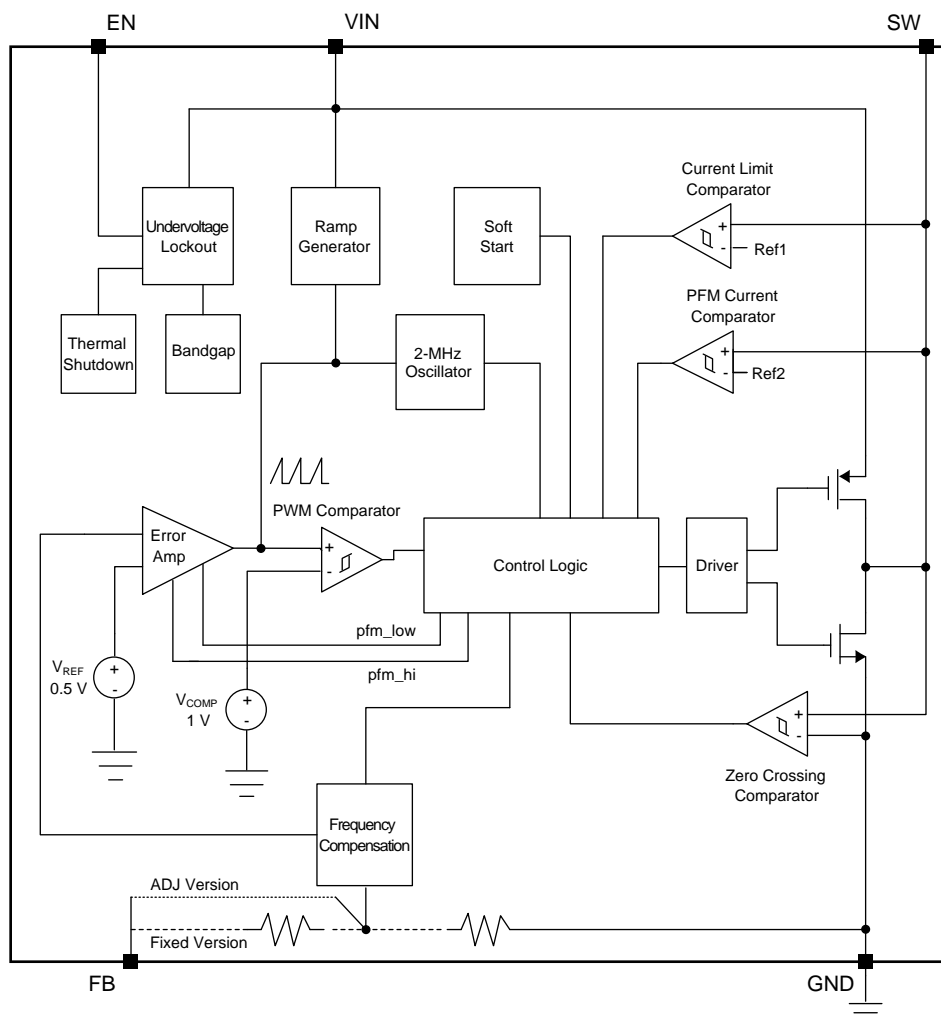 EN
VIN
SW
Undervoltage
Lockout
Ramp
Generator
Soft
Start
Current Limit
Comparator
+
-
Ref1
PFM Current
Comparator
+
-
Ref2
Thermal
Shutdown
Bandgap
2-MHz
Oscillator
Error
Amp
PWM Comparator
+
-
Control Logic
Driver
pfm_low
pfm_hi
VREF
0.5 V
+
-
VCOMP
1 V
+
-
+
-
Zero Crossing
Comparator
Frequency
Compensation
ADJ Version
Fixed Version
FB
GND